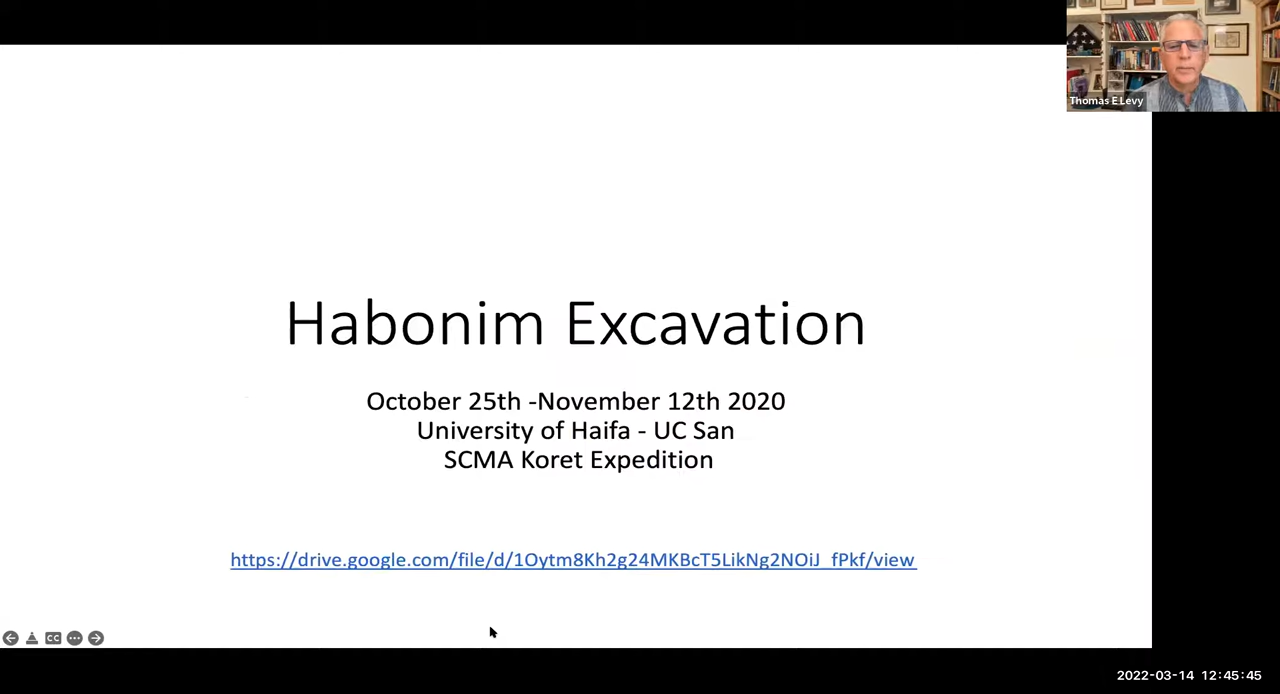 Thomas E Levy
Habonim Excavation
October 25th -November 12th 2020
University of Haifa - UC San
SCMA Koret Expedition
https://drive.google.com/file/d/1Oytm8Kh2g24MKBcT5LikNg2NOiJ_fPkf/view
CC
2022-03-14 12:45:45